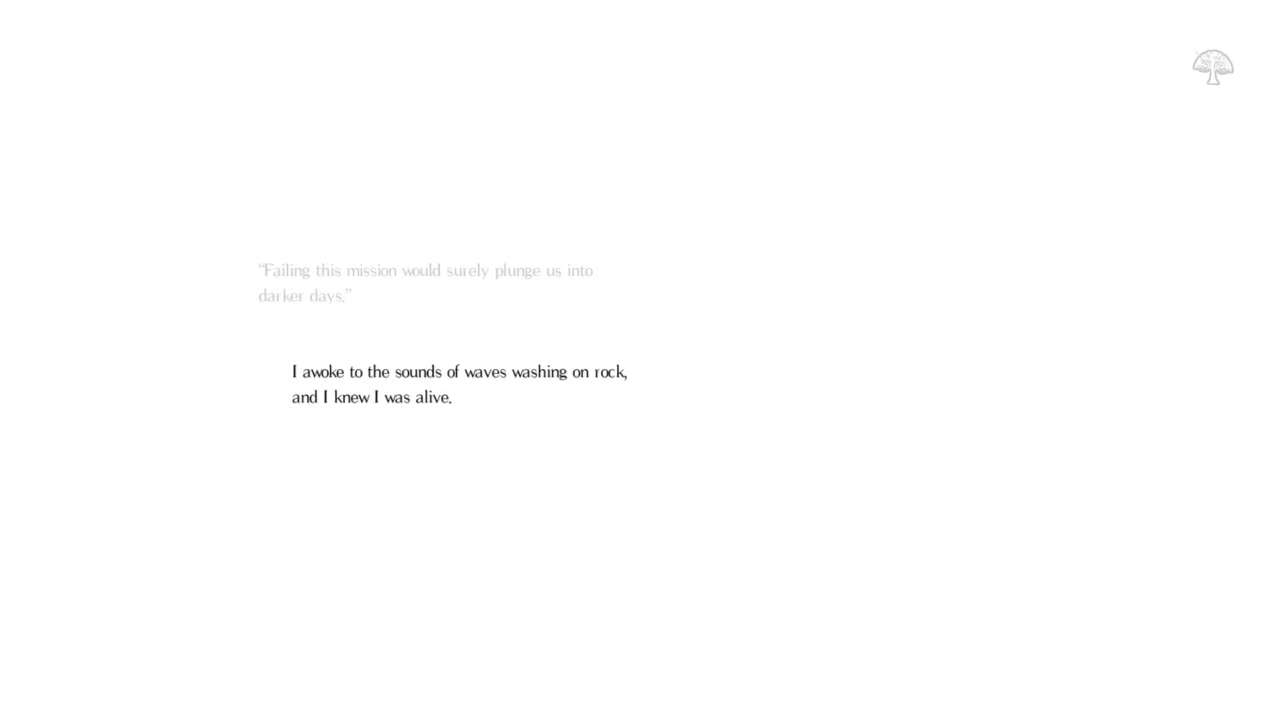 “Failing this mission would surely plunge us into
darker days.”
I awoke to the sounds of waves washing on rock,
and I knew I was alive.